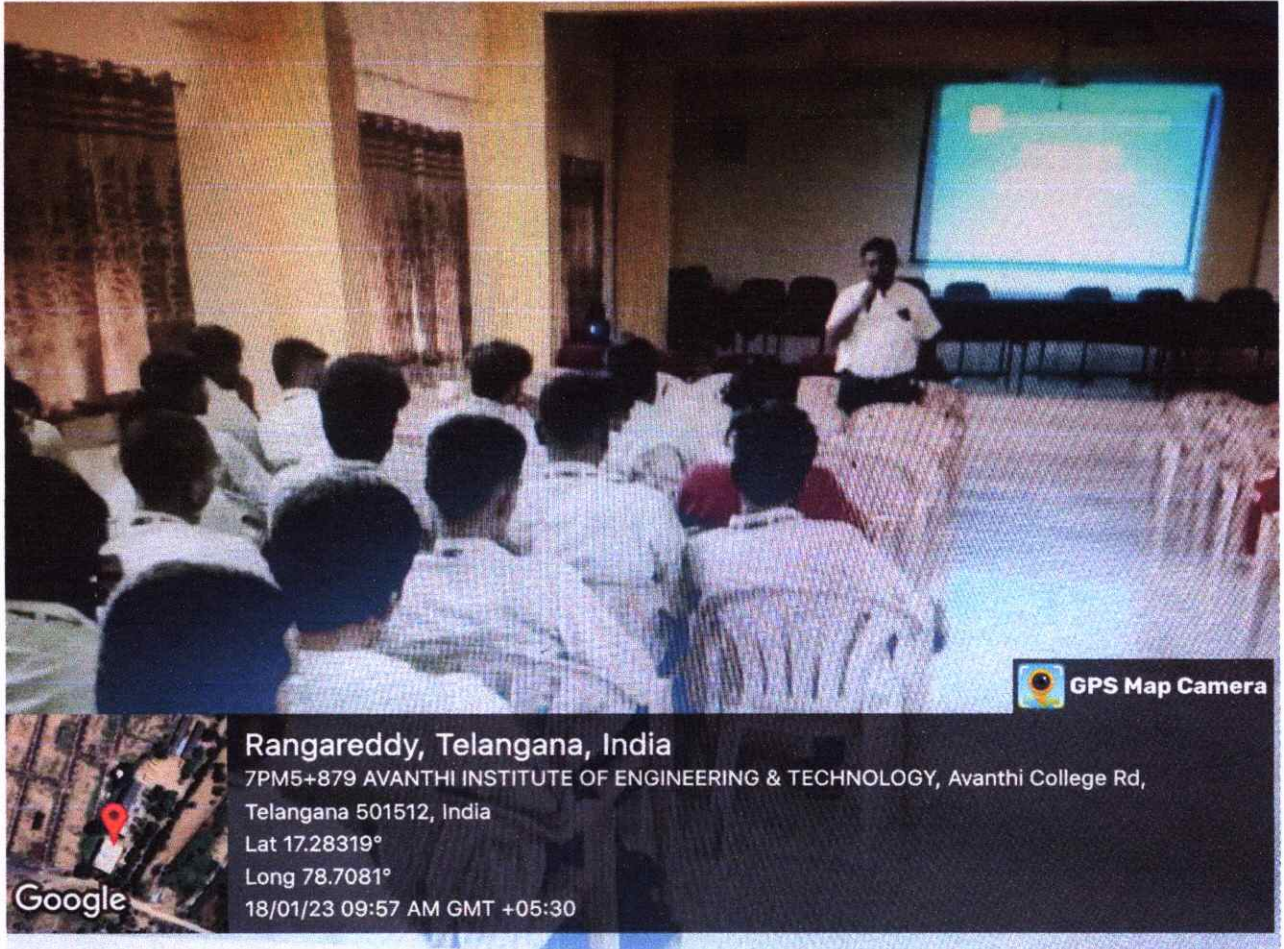 GPS Map Camera
Rangareddy, Telangana, India
7PM5+879 AVANTHI INSTITUTE OF ENGINEERING & TECHNOLOGY, Avanthi College Rd,
Telangana 501512, India
Lat 17.28319°
Long 78.7081°
18/01/23 09:57 AM GMT +05:30
Google